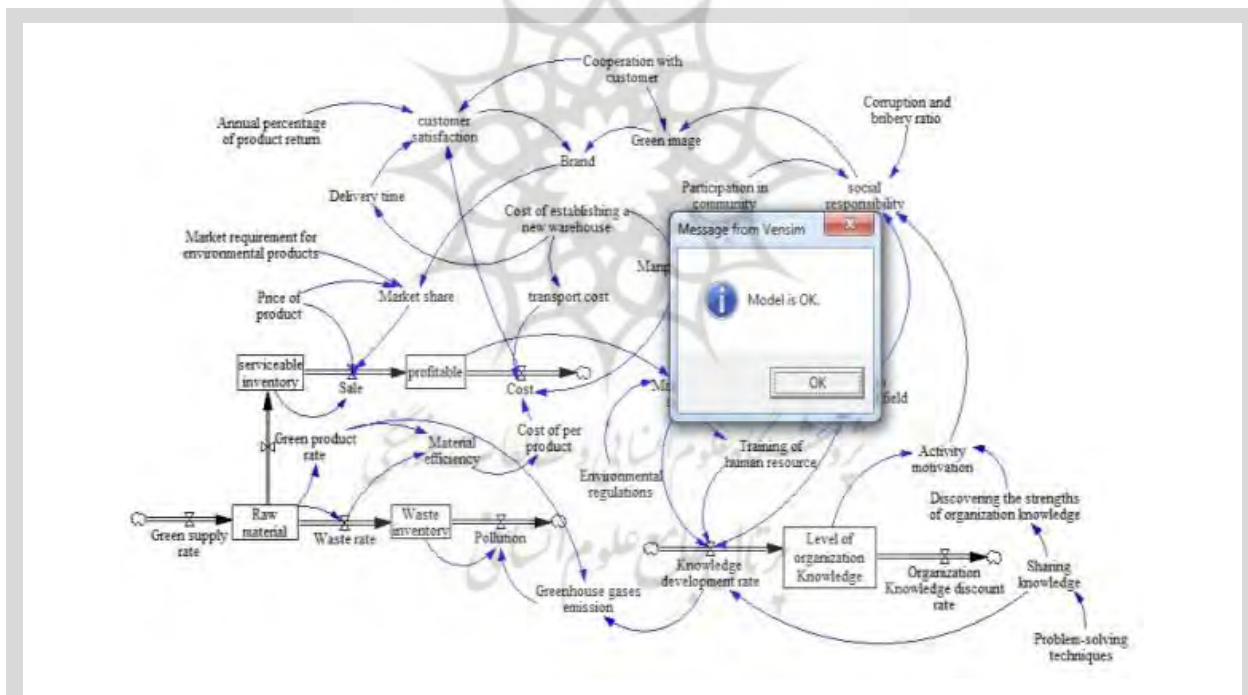 Cooperation with
customer
Corruption and
bribery ratio
Annual percentage
of product return
customer
satisfaction
Green image
Brand
Participation in
community
social
responsibility
Delivery time
Cost of establishing a
new warehouse
Message from Vensim
Market requirement for
environmental products
Model is OK.
Price of
product
Market share
transport cost
OK
serviceable
inventory
Sale
profitable
Cost
field
Green product
rate
Material
efficiency
Cost of per
product
Environmental
regulations
Training of
human resource
Activity
motivation
Discovering the strengths
of organization knowledge
Green supply
rate
Raw
material
Waste rate
Waste
inventory
Pollution
Greenhouse gases
emission
Knowledge
development rate
Level of
organization
Knowledge
Organization
Knowledge discount
rate
Sharing
knowledge
Problem-solving
techniques